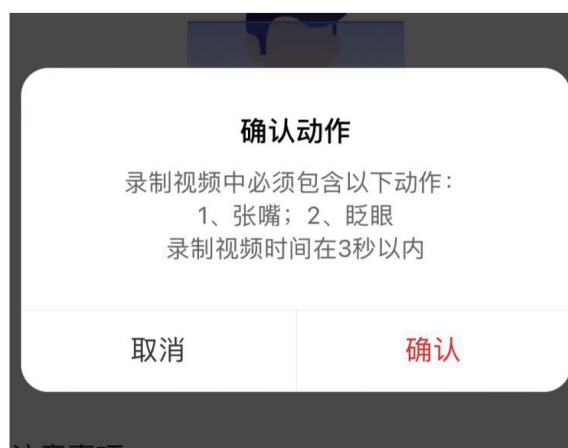 确认动作
录制视频中必须包含以下动作：
1、张嘴；2、眨眼
录制视频时间在3秒以内
取消
确认